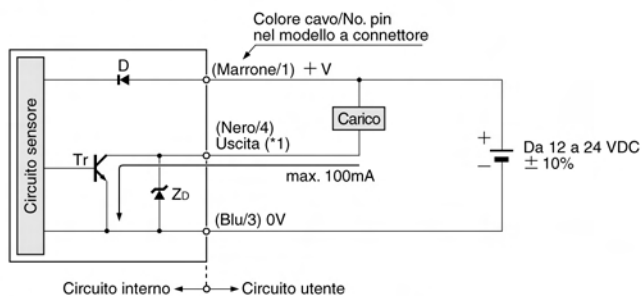 Colore cavo/No. pin
nel modello a connettore
D
(Marrone/1) + V
Circuito sensore
Carico
(Nero/4)
Uscita (*1)
Tr
+
Da 12 a 24 VDC
−
± 10%
max. 100mA
ZD
(Blu/3) 0V
Circuito interno
Circuito utente